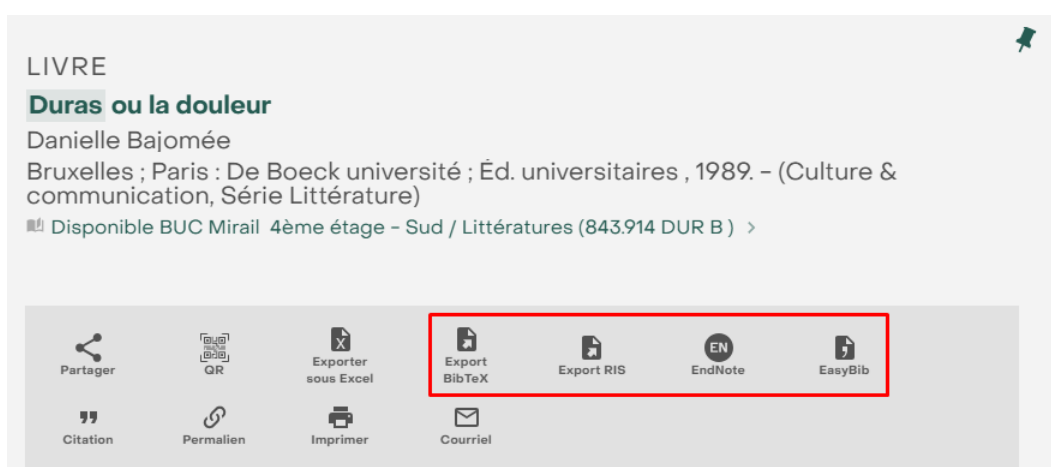 LIVRE
Duras ou la douleur
Danielle Bajomée
Bruxelles ; Paris : De Boeck université ; Éd. universitaires , 1989. – (Culture &
communication, Série Littérature)
Disponible BUC Mirail 4ème étage – Sud / Littératures (843.914 DUR B ) >
Partager
QR
Exporter
sous Excel
Export
BibTeX
Export RIS
EN
EndNote
EasyBib
Citation
Permalien
Imprimer
Courriel